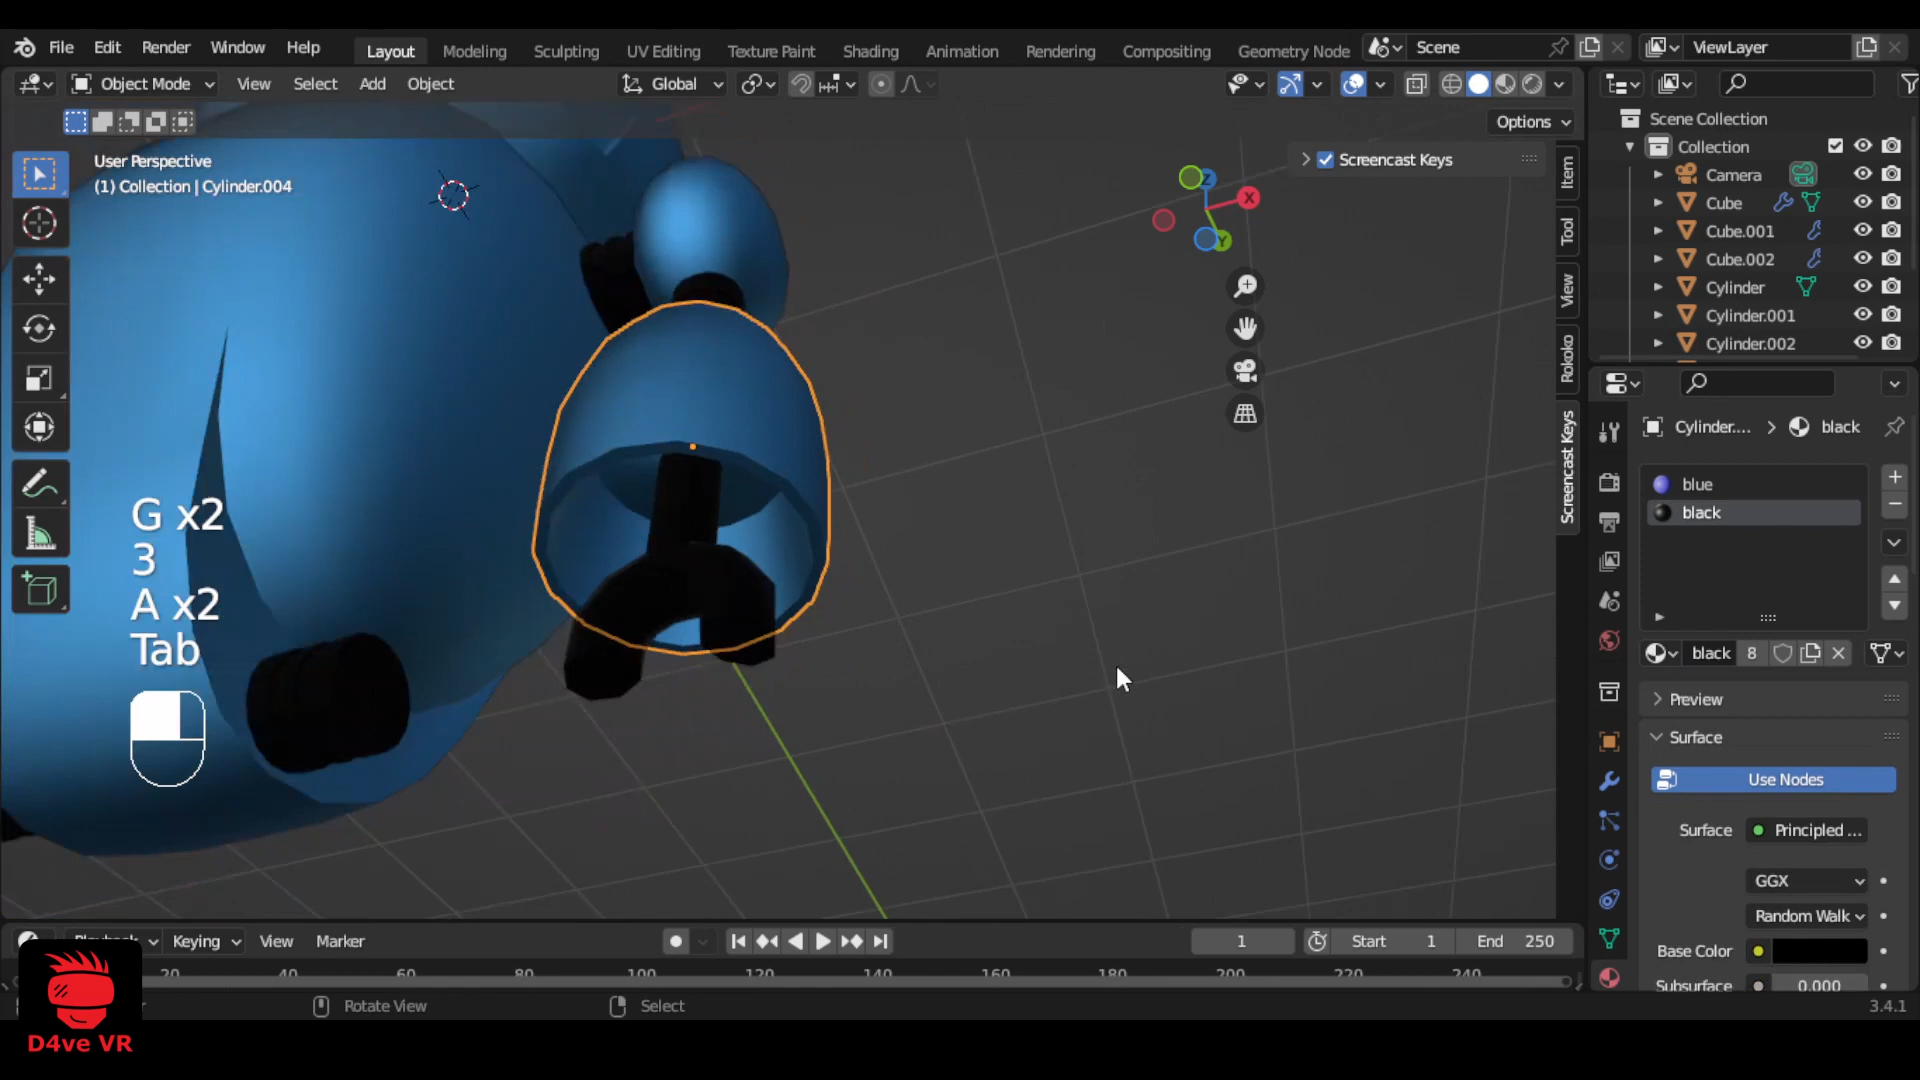 File Edit Render Window Help Layout Modeling Sculpting UV Editing Texture Paint Shading Animation Rendering Compositing Geometry Node Scene ViewLayer
Object Mode View Select Add Object Global
Options
User Perspective
(1) Collection | Cylinder.004
Screencast Keys
Z
X
Y
Item
Tool
View
Rokoko
Screencast Keys
G x2
3
A x2
Tab
Scene Collection
Collection
Camera
Cube
Cube.001
Cube.002
Cylinder
Cylinder.001
Cylinder.002
Cylinder.... > black
blue
black
black 8
Preview
Surface
Use Nodes
Surface Principled ...
GGX
Random Walk
Base Color
Subsurface 0.000
Playback Keying View Marker 1 Start 1 End 250
20 40 60 80 100 120 140 160 180 200 220 240
Rotate View Select 3.4.1
D4ve VR